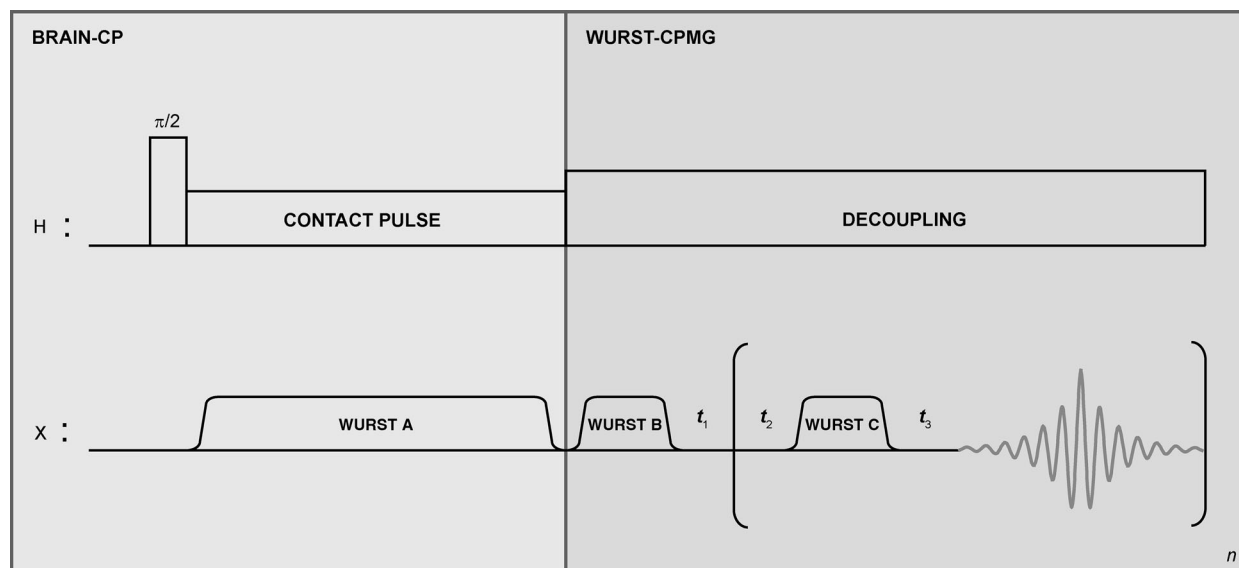 BRAIN-CP
WURST-CPMG
π/2
H :
CONTACT PULSE
DECOUPLING
X :
WURST A
WURST B
t₁
t₂
WURST C
t₃
n